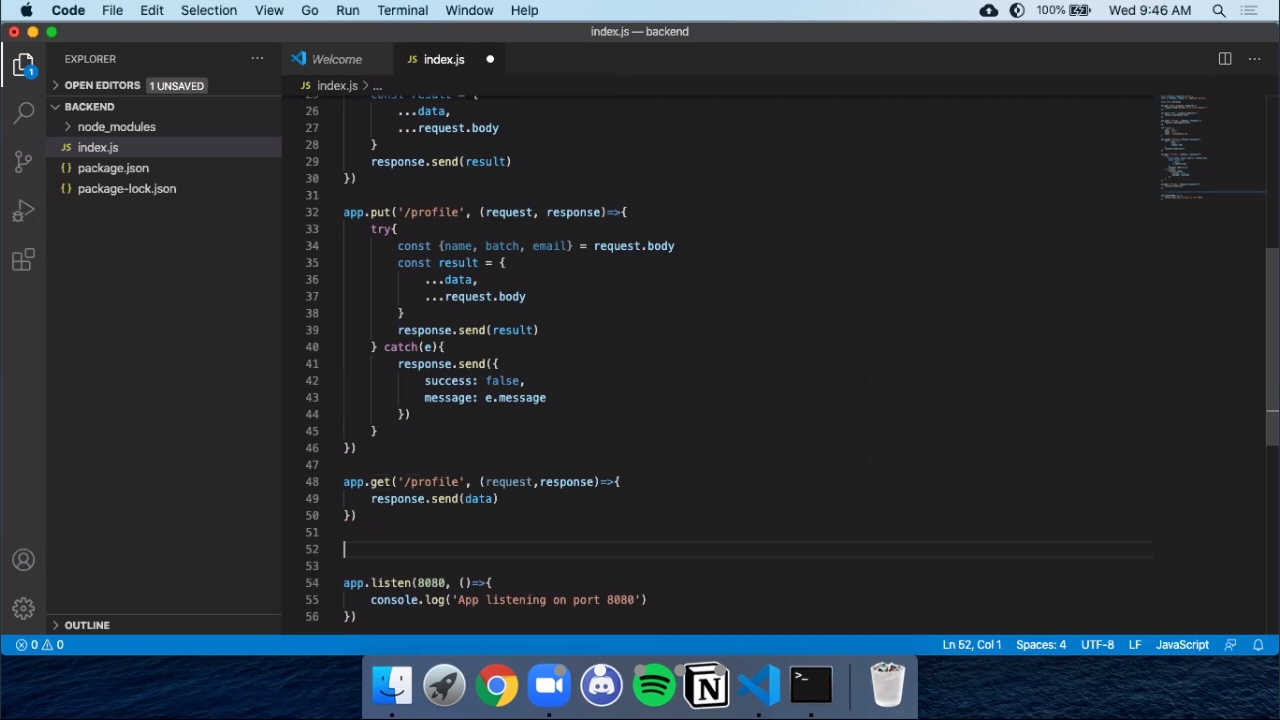 Code File Edit Selection View Go Run Terminal Window Help 100% Wed 9:46 AM
index.js — backend
EXPLORER
Welcome
JS index.js
OPEN EDITORS 1 UNSAVED
JS index.js > ...
BACKEND
node_modules
JS index.js
{} package.json
{} package-lock.json
1
25 const result = {
26 ...data,
27 ...request.body
28 }
29 response.send(result)
30 })
31
32 app.put('/profile', (request, response)=>{
33 try{
34 const {name, batch, email} = request.body
35 const result = {
36 ...data,
37 ...request.body
38 }
39 response.send(result)
40 } catch(e){
41 response.send({
42 success: false,
43 message: e.message
44 })
45 }
46 })
47
48 app.get('/profile', (request,response)=>{
49 response.send(data)
50 })
51
52
53
54 app.listen(8080, ()=>{
55 console.log('App listening on port 8080')
56 })
OUTLINE
0 0 Ln 52, Col 1 Spaces: 4 UTF-8 LF JavaScript